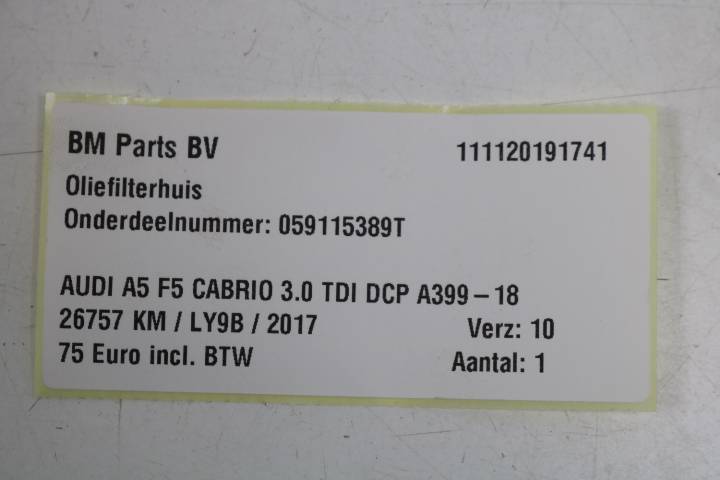 BM Parts BV 111120191741
Oliefilterhuis
Onderdeelnummer: 059115389T
AUDI A5 F5 CABRIO 3.0 TDI DCP A399 – 18
26757 KM / LY9B / 2017 Verz: 10
75 Euro incl. BTW Aantal: 1